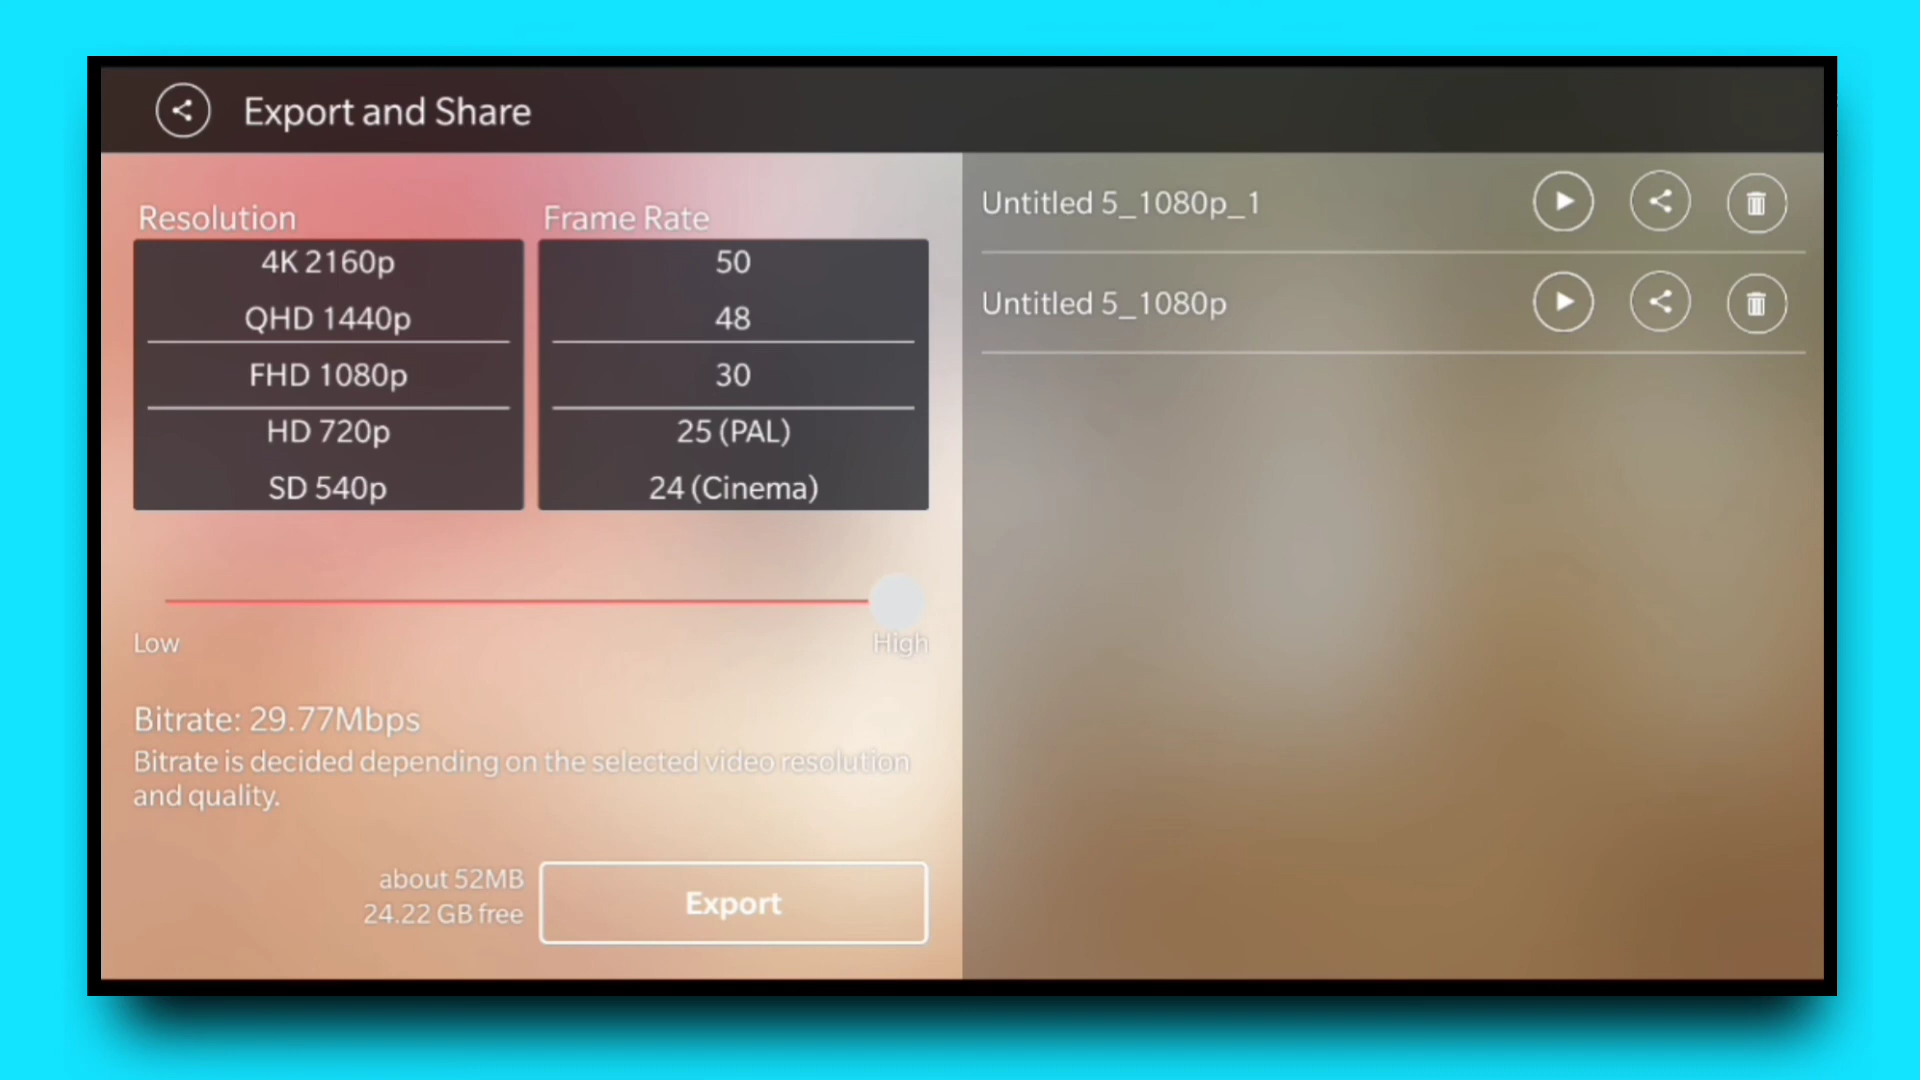 Export and Share
Resolution
4K 2160p
QHD 1440p
FHD 1080p
HD 720p
SD 540p
Frame Rate
50
48
30
25 (PAL)
24 (Cinema)
Low
High
Bitrate: 29.77Mbps
Bitrate is decided depending on the selected video resolution
and quality.
about 52MB
24.22 GB free
Export
Untitled 5_1080p_1
Untitled 5_1080p